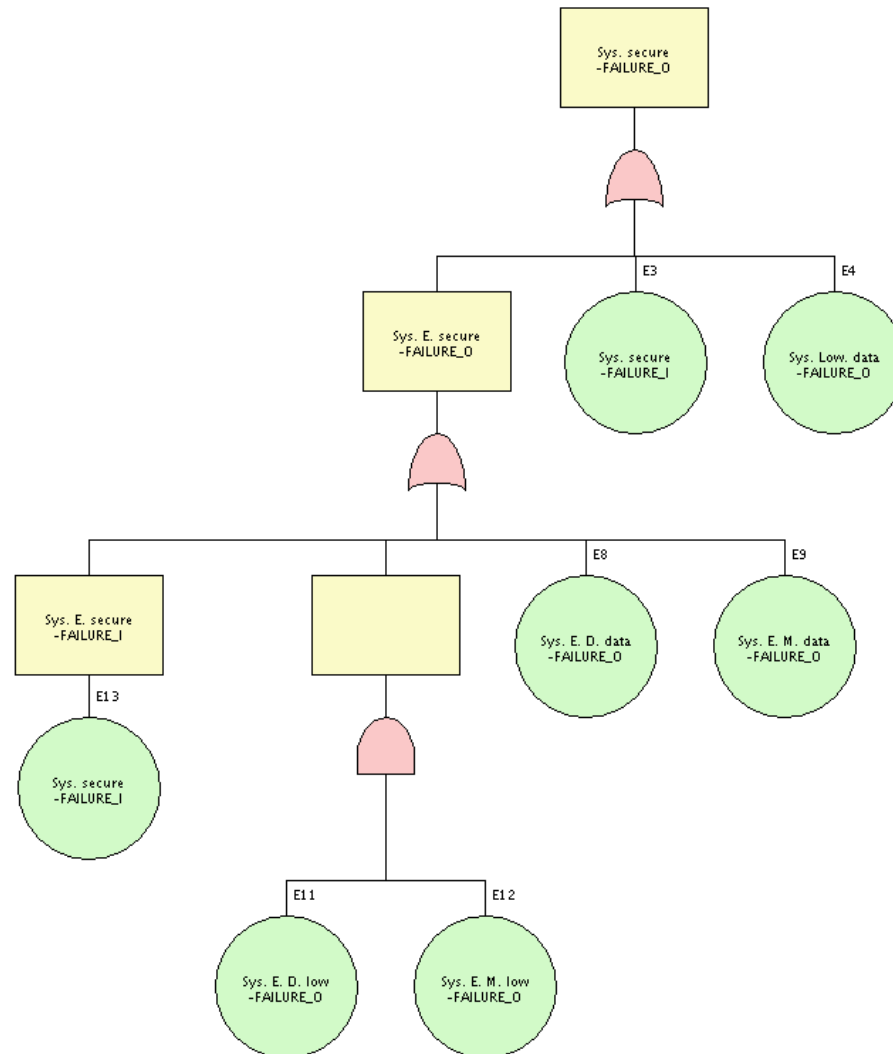 Sys. secure
-FAILURE_O
E3
E4
Sys. E. secure
-FAILURE_O
Sys. secure
-FAILURE_I
Sys. Low. data
-FAILURE_O
E8
E9
Sys. E. secure
-FAILURE_I
Sys. E. D. data
-FAILURE_O
Sys. E. M. data
-FAILURE_O
E13
Sys. secure
-FAILURE_I
E11
E12
Sys. E. D. low
-FAILURE_O
Sys. E. M. low
-FAILURE_O